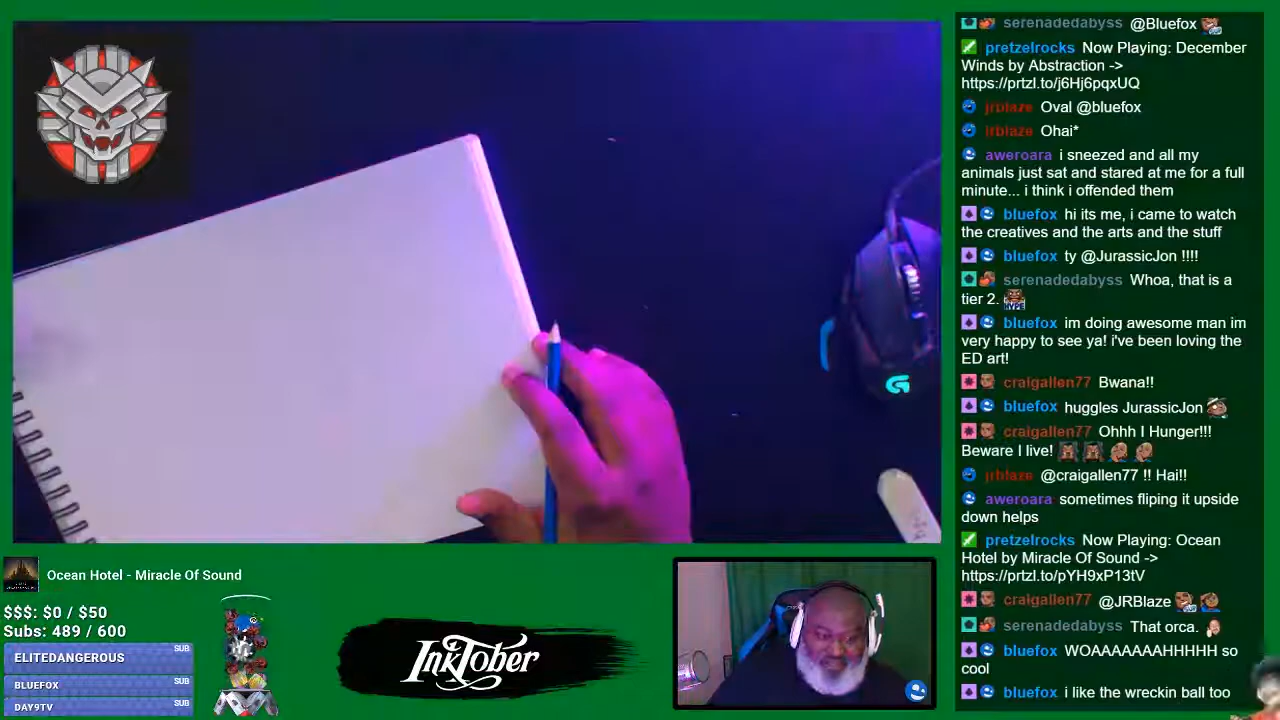 serenadedabyss @Bluefox
pretzelrocks Now Playing: December
Winds by Abstraction ->
https://prtzl.to/j6Hj6pqxUQ
jrblaze Oval @bluefox
jrblaze Ohai*
aweroara i sneezed and all my
animals just sat and stared at me for a full
minute... i think i offended them
bluefox hi its me, i came to watch
the creatives and the arts and the stuff
bluefox ty @JurassicJon !!!!
serenadedabyss Whoa, that is a
tier 2. HYPE
bluefox im doing awesome man im
very happy to see ya! i've been loving the
ED art!
craigallen77 Bwana!!
bluefox huggles JurassicJon
craigallen77 Ohhh I Hunger!!!
Beware I live!
jrblaze @craigallen77 !! Hai!!
aweroara sometimes fliping it upside
down helps
pretzelrocks Now Playing: Ocean
Hotel by Miracle Of Sound ->
https://prtzl.to/pYH9xP13tV
craigallen77 @JRBlaze
serenadedabyss That orca.
bluefox WOAAAAAAAHHHHH so
cool
bluefox i like the wreckin ball too
Ocean Hotel - Miracle Of Sound
$$$: $0 / $50
Subs: 489 / 600
ELITEDANGEROUS SUB
BLUEFOX SUB
DAY9TV SUB
INKTOBER
G